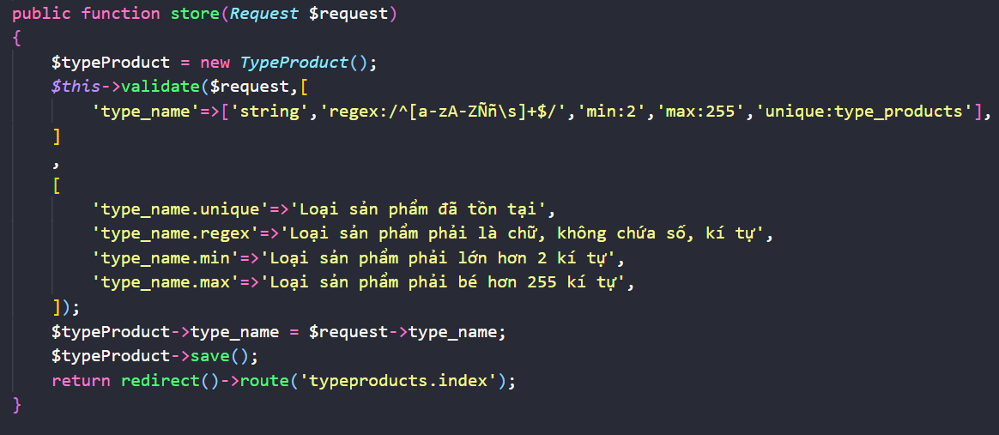 public function store(Request $request)
{
    $typeProduct = new TypeProduct();
    $this->validate($request,[
        'type_name'=>['string','regex:/^[a-zA-ZÑñ\s]+$/','min:2','max:255','unique:type_products'],
    ]
    ,
    [
        'type_name.unique'=>'Loại sản phẩm đã tồn tại',
        'type_name.regex'=>'Loại sản phẩm phải là chữ, không chứa số, kí tự',
        'type_name.min'=>'Loại sản phẩm phải lớn hơn 2 kí tự',
        'type_name.max'=>'Loại sản phẩm phải bé hơn 255 kí tự',
    ]);
    $typeProduct->type_name = $request->type_name;
    $typeProduct->save();
    return redirect()->route('typeproducts.index');
}